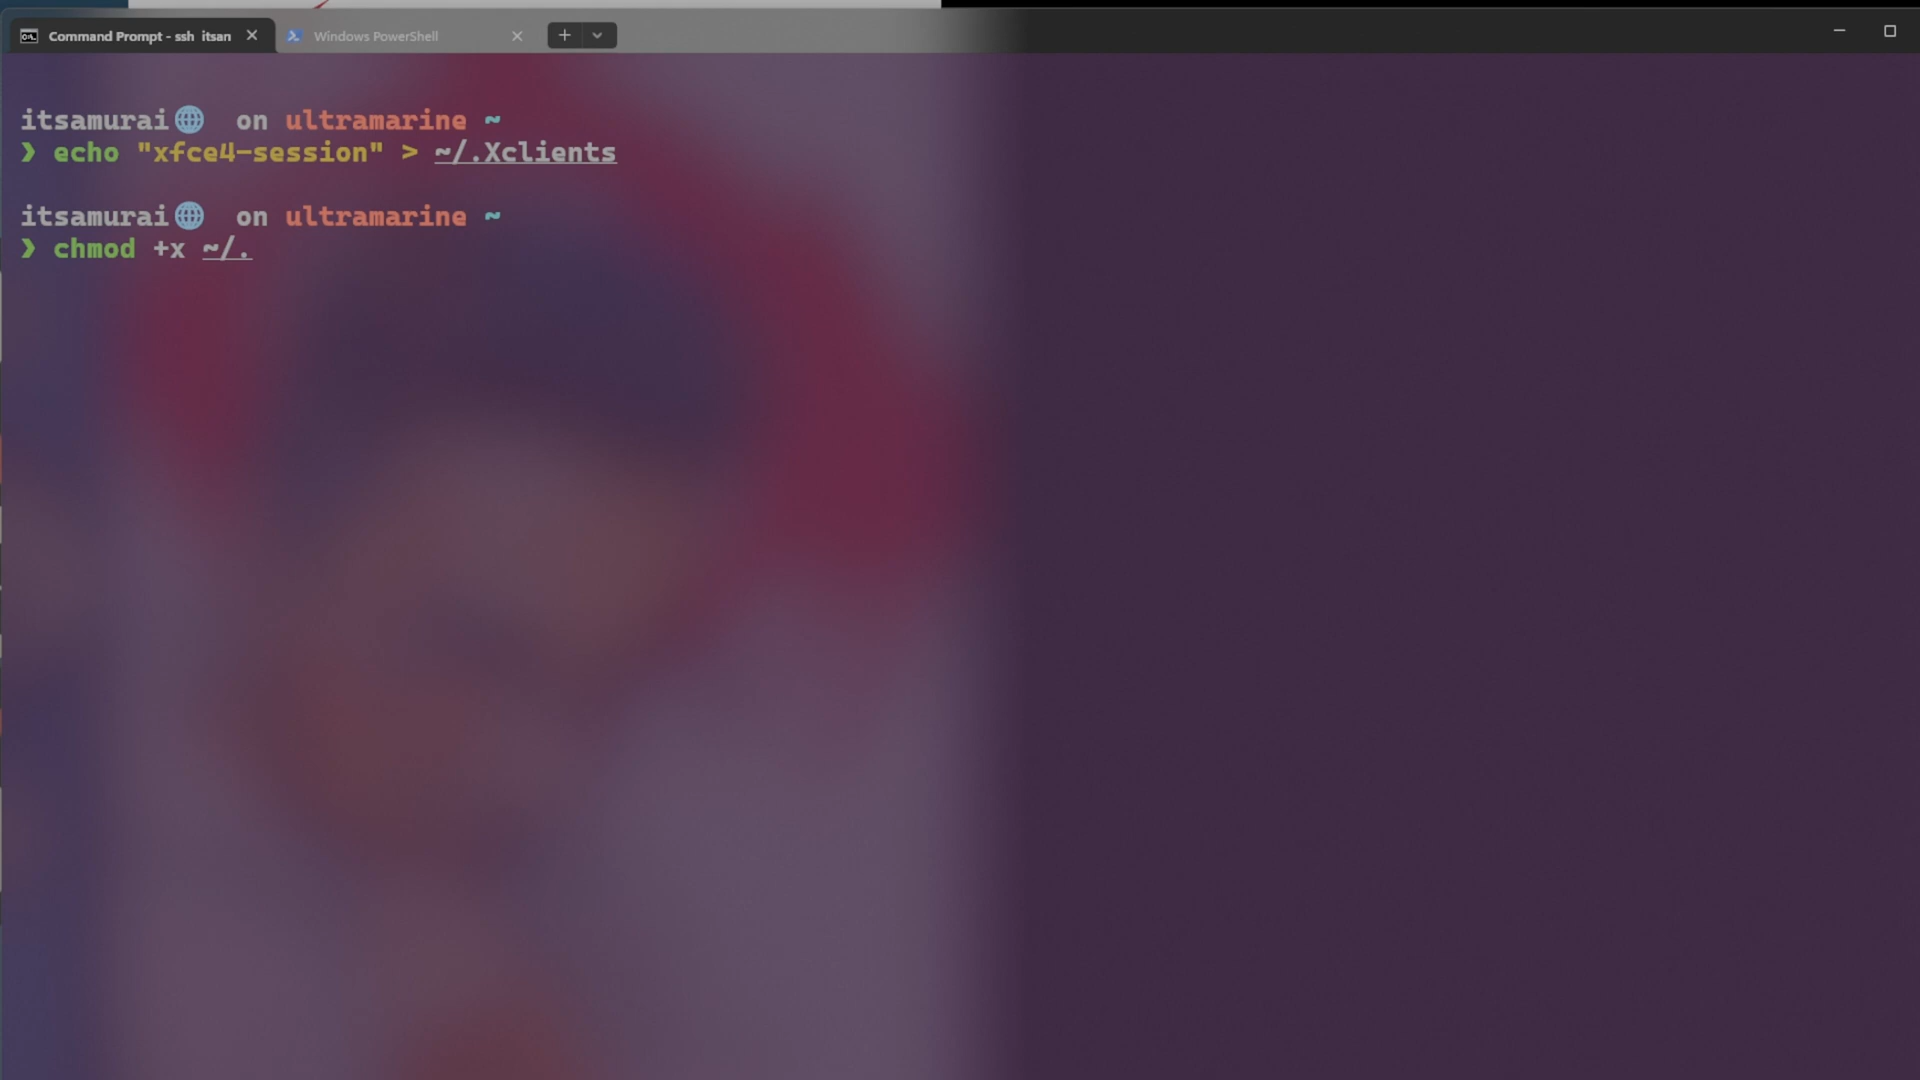 Command Prompt - ssh itsan
Windows PowerShell
itsamurai🌐 on ultramarine ~
❯ echo "xfce4-session" > ~/.Xclients
itsamurai🌐 on ultramarine ~
❯ chmod +x ~/.